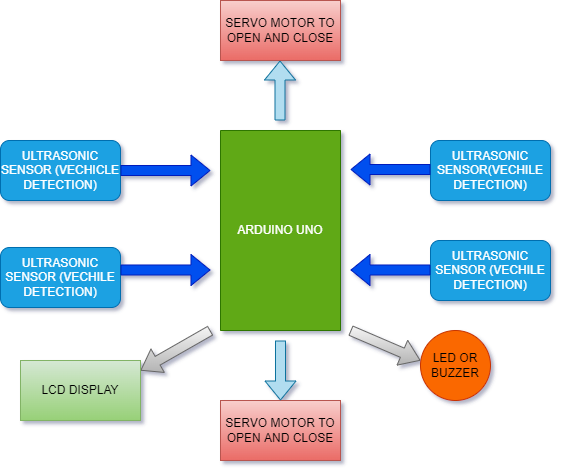 SERVO MOTOR TO
OPEN AND CLOSE
ULTRASONIC
SENSOR (VECHICLE
DETECTION)
ULTRASONIC
SENSOR(VECHILE
DETECTION)
ARDUINO UNO
ULTRASONIC
SENSOR (VECHILE
DETECTION)
ULTRASONIC
SENSOR (VECHILE
DETECTION)
LCD DISPLAY
LED OR
BUZZER
SERVO MOTOR TO
OPEN AND CLOSE